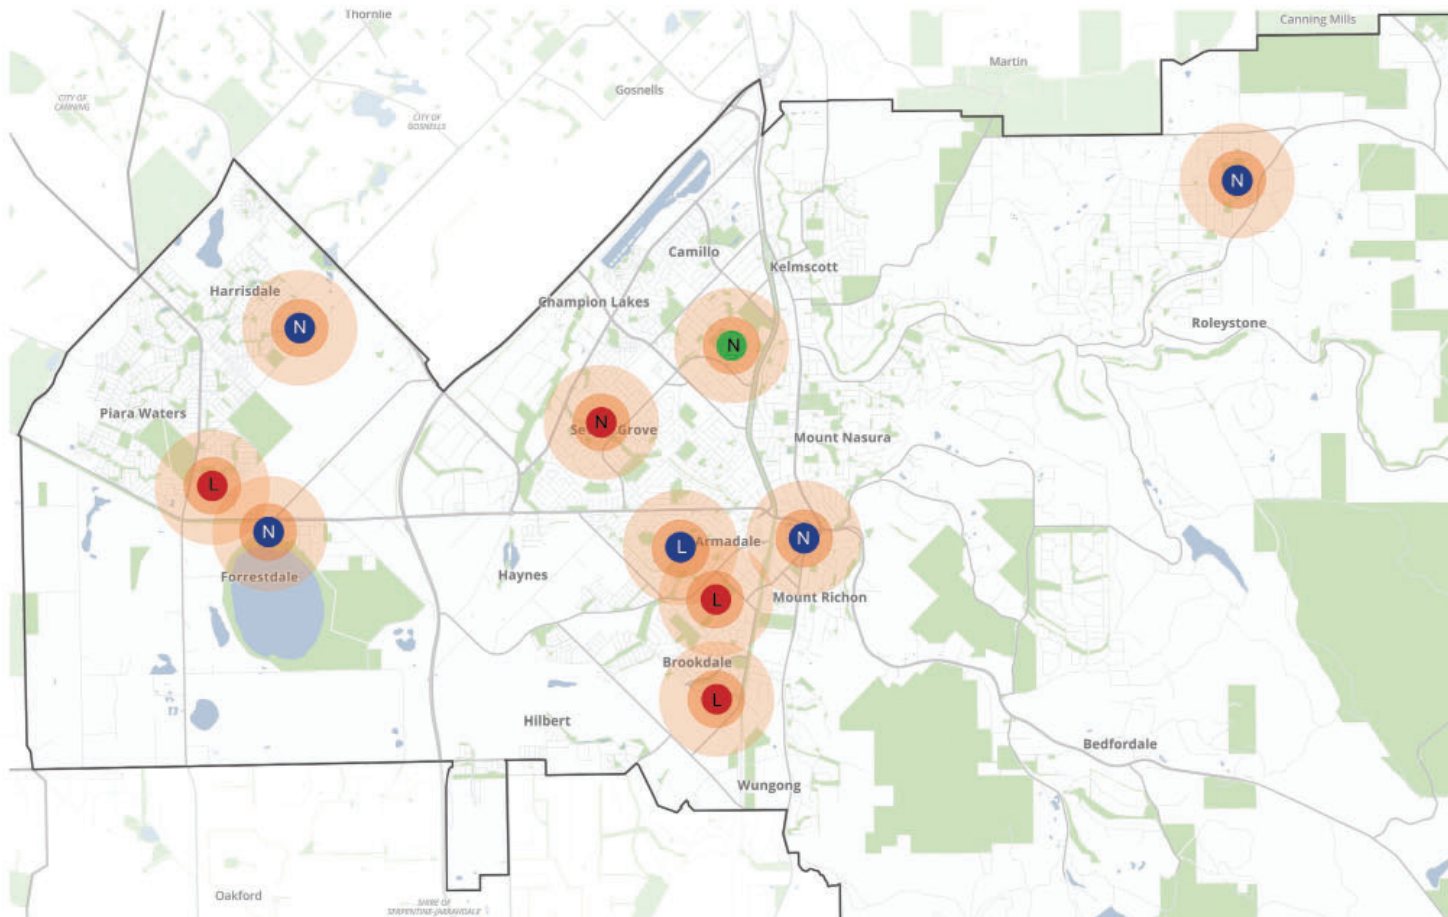 Thornlie
Canning Mills
Martin
Gosnells
CITY OF
CANNING
CITY OF
GOSNELLS
N
Camillo
Kelmscott
Harrisdale
Champion Lakes
N
Roleystone
N
Piara Waters
N
Mount Nasura
L
N
L
Armadale
N
Forrestdale
Haynes
L
Mount Richon
Brookdale
L
Hilbert
Bedfordale
Wungong
Oakford
SHIRE OF
SERPENTINE-JARRAHDALE